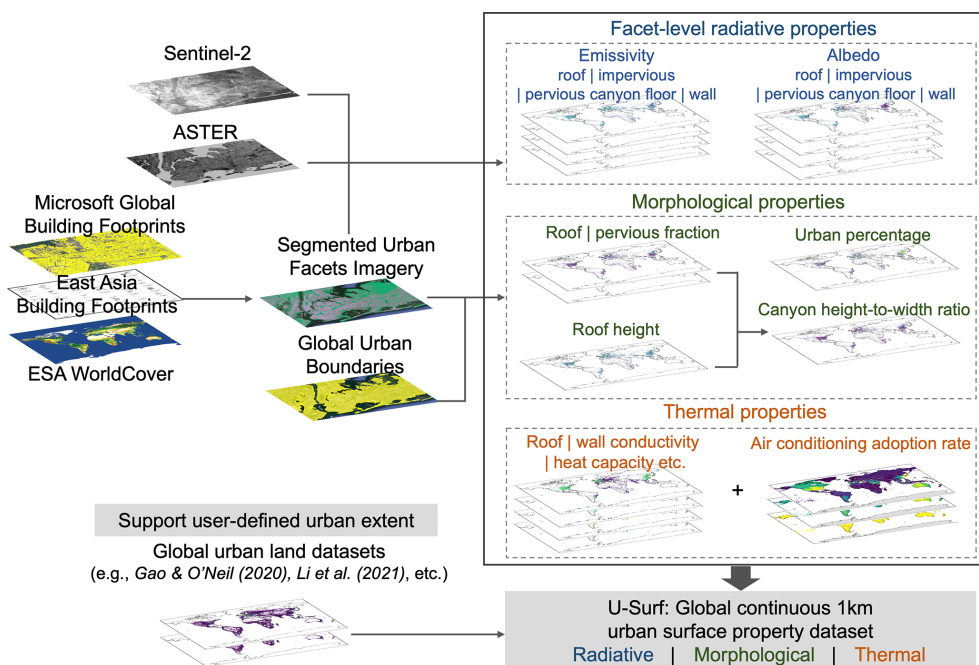 Sentinel-2
ASTER
Microsoft Global
Building Footprints
East Asia
Building Footprints
ESA WorldCover
Segmented Urban
Facets Imagery
Global Urban
Boundaries
Support user-defined urban extent
Global urban land datasets
(e.g., Gao & O'Neil (2020), Li et al. (2021), etc.)
Facet-level radiative properties
Emissivity
roof | impervious
| pervious canyon floor | wall
Albedo
roof | impervious
| pervious canyon floor | wall
Morphological properties
Roof | pervious fraction
Urban percentage
Roof height
Canyon height-to-width ratio
Thermal properties
Roof | wall conductivity
| heat capacity etc.
+
Air conditioning adoption rate
U-Surf: Global continuous 1km
urban surface property dataset
Radiative | Morphological | Thermal